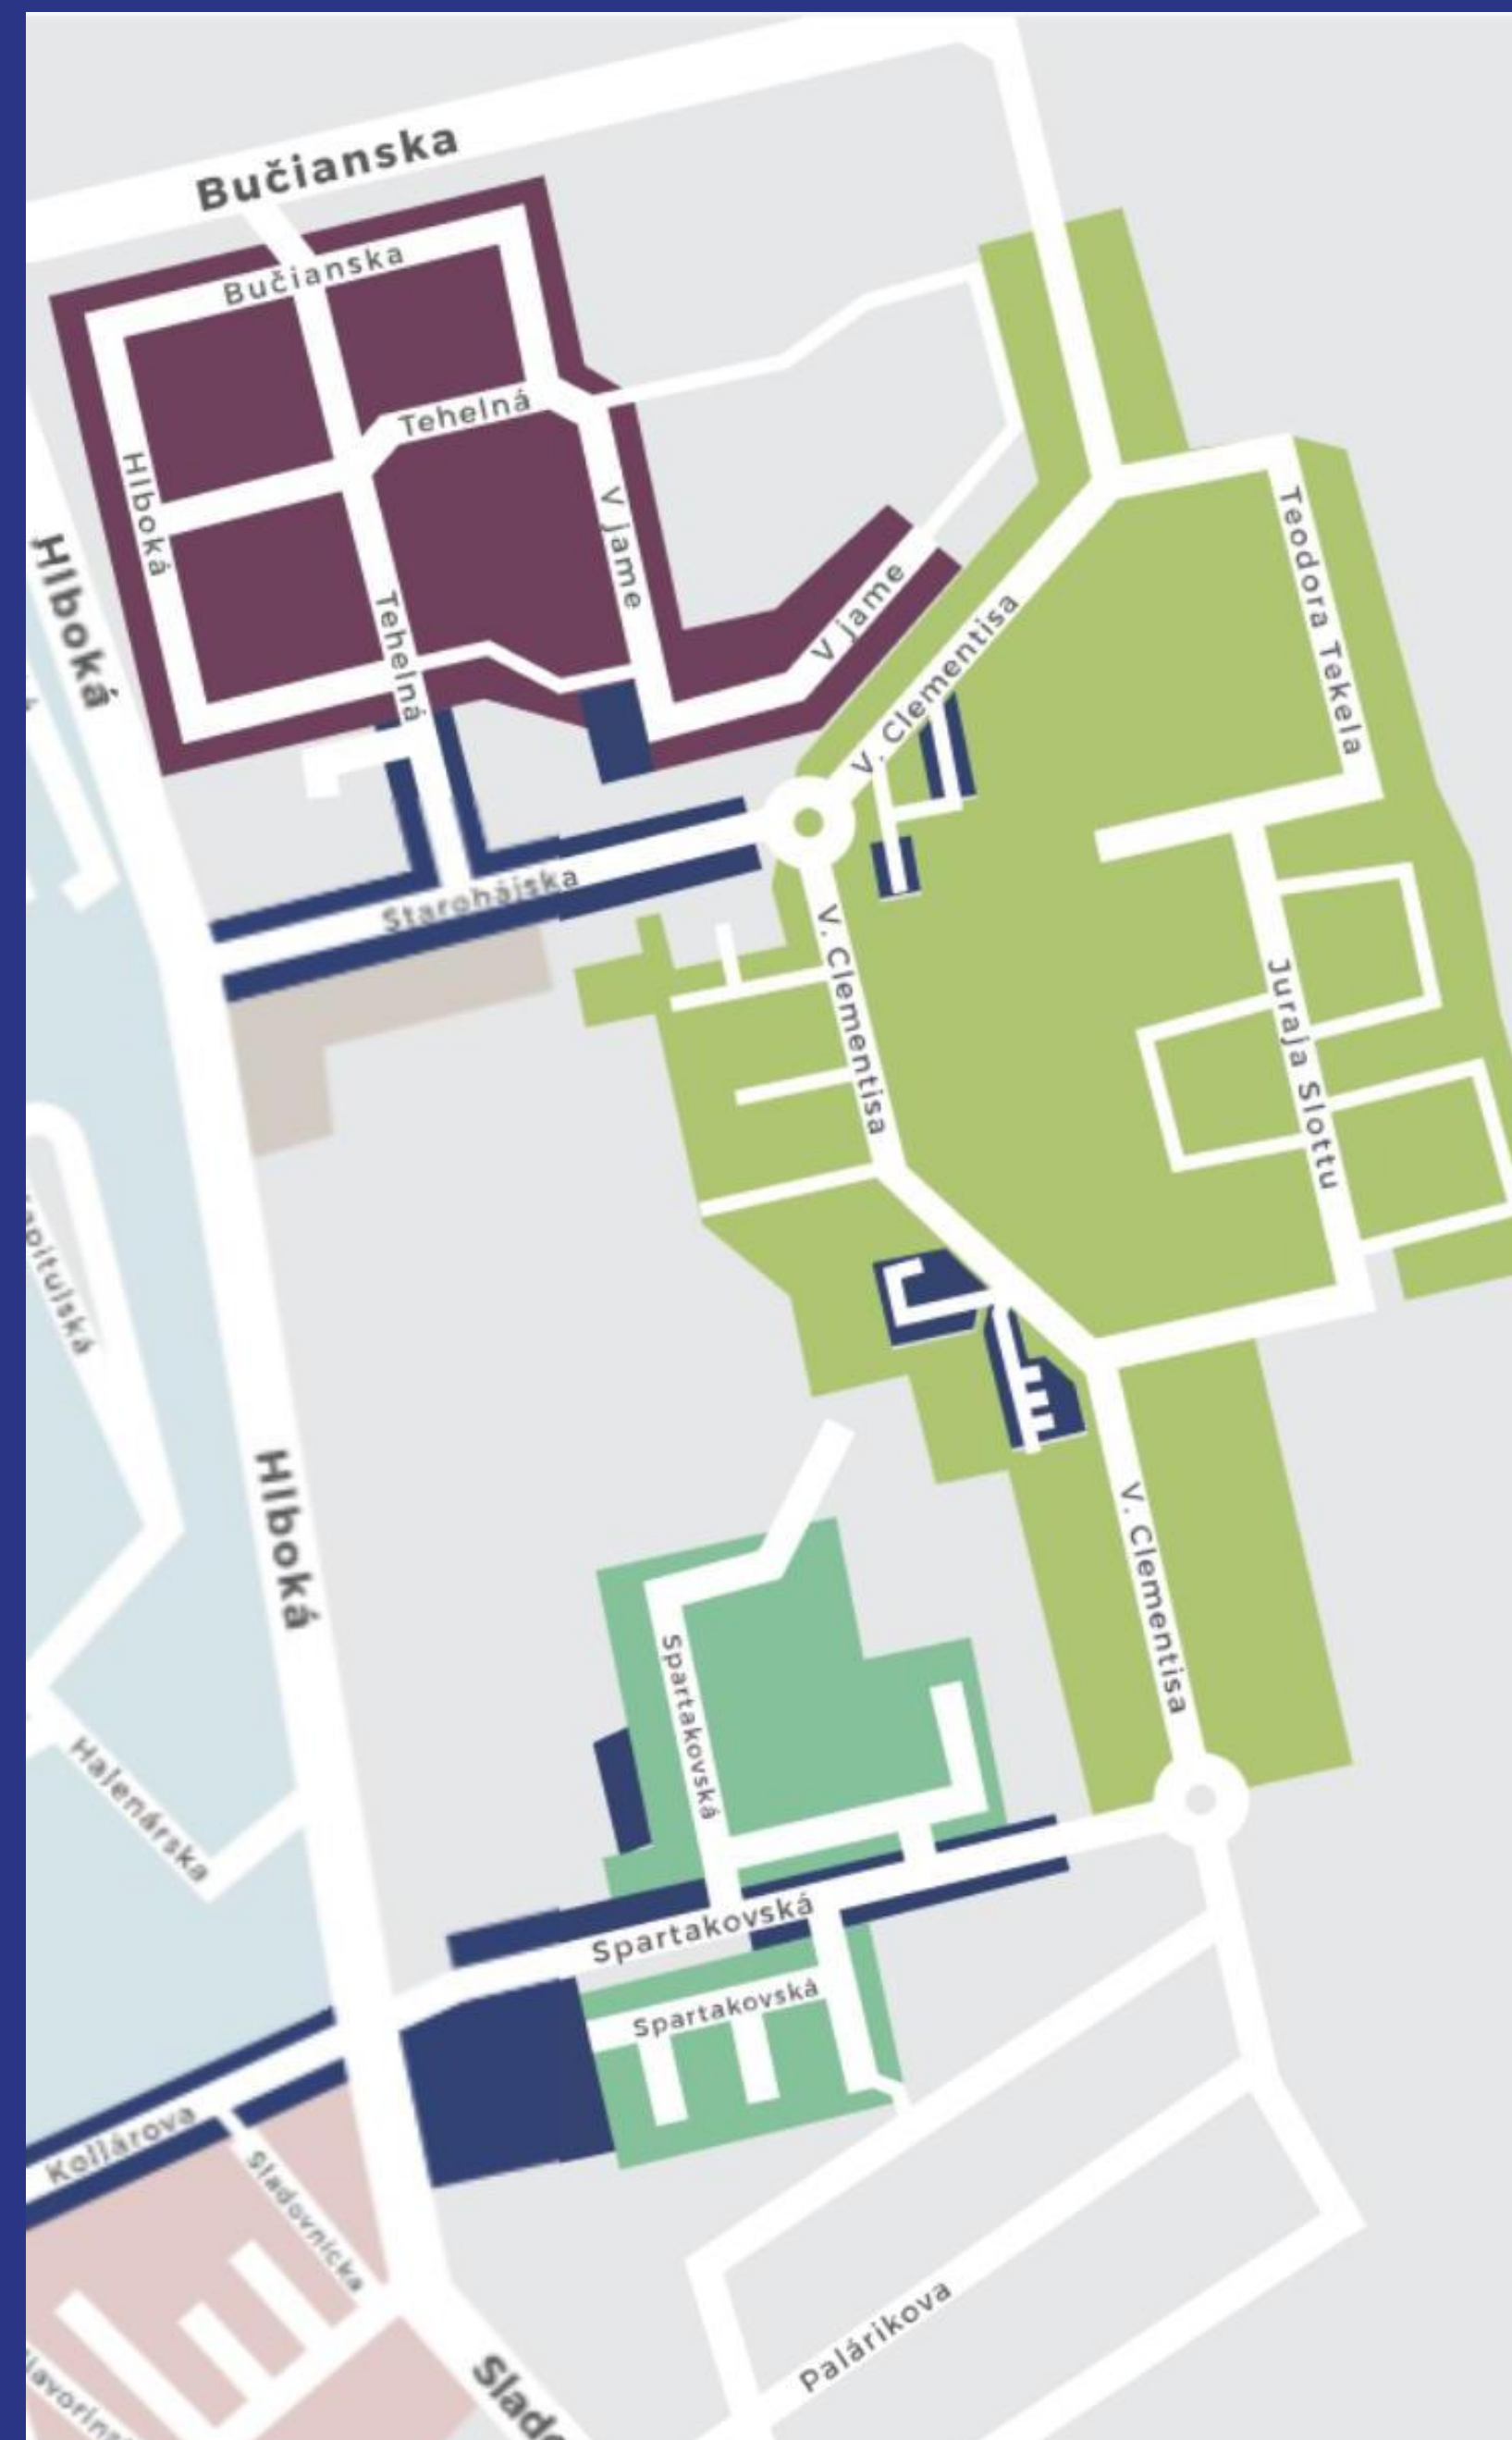 Bučianska
Bučianska
Tehelná
Hlboká
V jame
Teodora Tekela
Hlboká
Tehelná
V jame
V. Clementisa
Starohájska
V. Clementisa
Juraja Slottu
Hlboká
V. Clementisa
Spartakovská
Halenárska
Spartakovská
Spartakovská
Kollárova
Sladovnícka
Palárikova